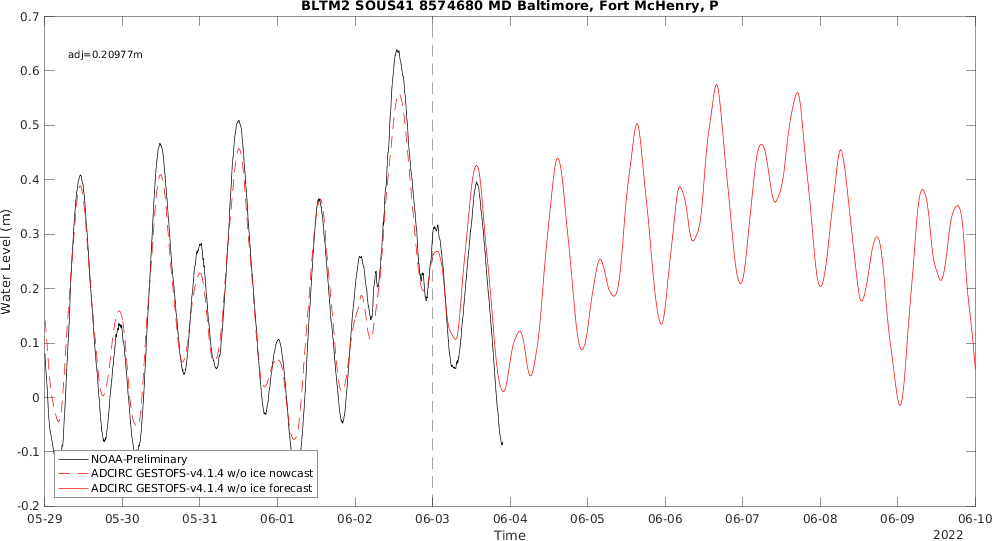 BLTM2 SOUS41 8574680 MD Baltimore, Fort McHenry, P
adj=0.20977m
Water Level (m)
0.7
0.6
0.5
0.4
0.3
0.2
0.1
0
-0.1
-0.2
NOAA-Preliminary
ADCIRC GESTOFS-v4.1.4 w/o ice nowcast
ADCIRC GESTOFS-v4.1.4 w/o ice forecast
05-29 05-30 05-31 06-01 06-02 06-03 06-04 06-05 06-06 06-07 06-08 06-09 06-10
Time
2022